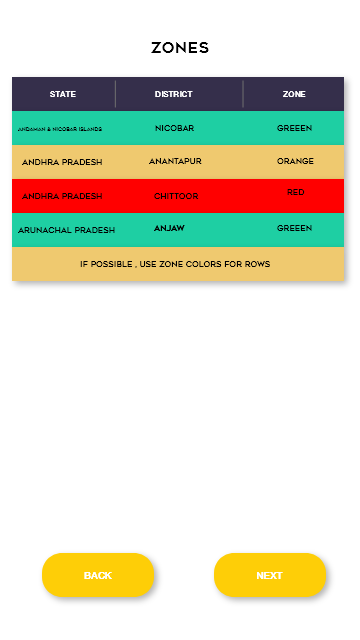 ZONES
STATE DISTRICT ZONE
ANDAMAN & NICOBAR ISLANDS NICOBAR GREEEN
ANDHRA PRADESH ANANTAPUR ORANGE
ANDHRA PRADESH CHITTOOR RED
ARUNACHAL PRADESH ANJAW GREEEN
IF POSSIBLE , USE ZONE COLORS FOR ROWS
BACK NEXT